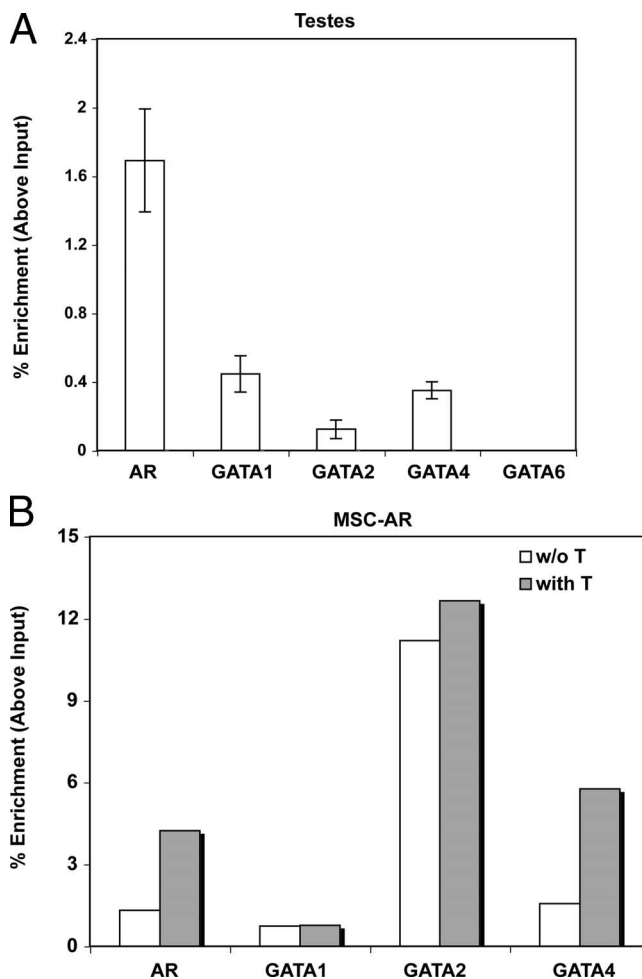 A
Testes
% Enrichment (Above Input)
2.4
2
1.6
1.2
0.8
0.4
0
AR GATA1 GATA2 GATA4 GATA6
B
MSC-AR
% Enrichment (Above Input)
15
12
9
6
3
0
w/o T
with T
AR GATA1 GATA2 GATA4